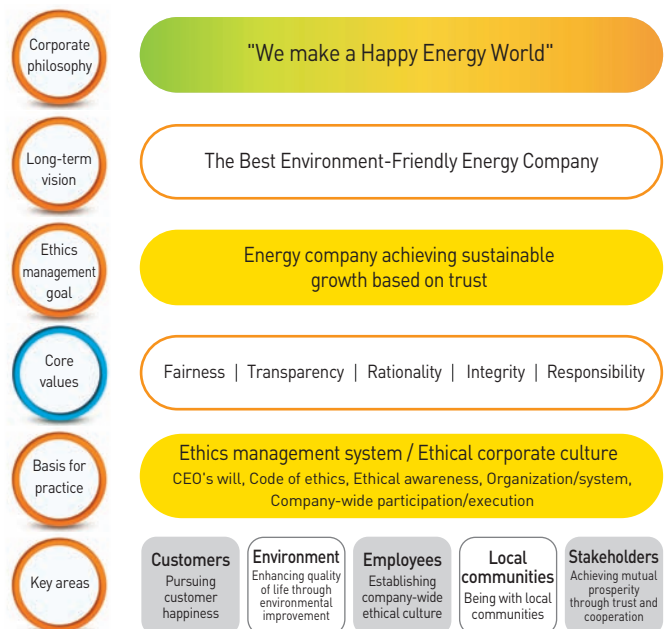 Corporate
philosophy
"We make a Happy Energy World"
Long-term
vision
The Best Environment-Friendly Energy Company
Ethics
management
goal
Energy company achieving sustainable
growth based on trust
Core
values
Fairness | Transparency | Rationality | Integrity | Responsibility
Basis for
practice
Ethics management system / Ethical corporate culture
CEO's will, Code of ethics, Ethical awareness, Organization/system,
Company-wide participation/execution
Key areas
Customers
Pursuing
customer
happiness
Environment
Enhancing quality
of life through
environmental
improvement
Employees
Establishing
company-wide
ethical culture
Local
communities
Being with local
communities
Stakeholders
Achieving mutual
prosperity
through trust and
cooperation